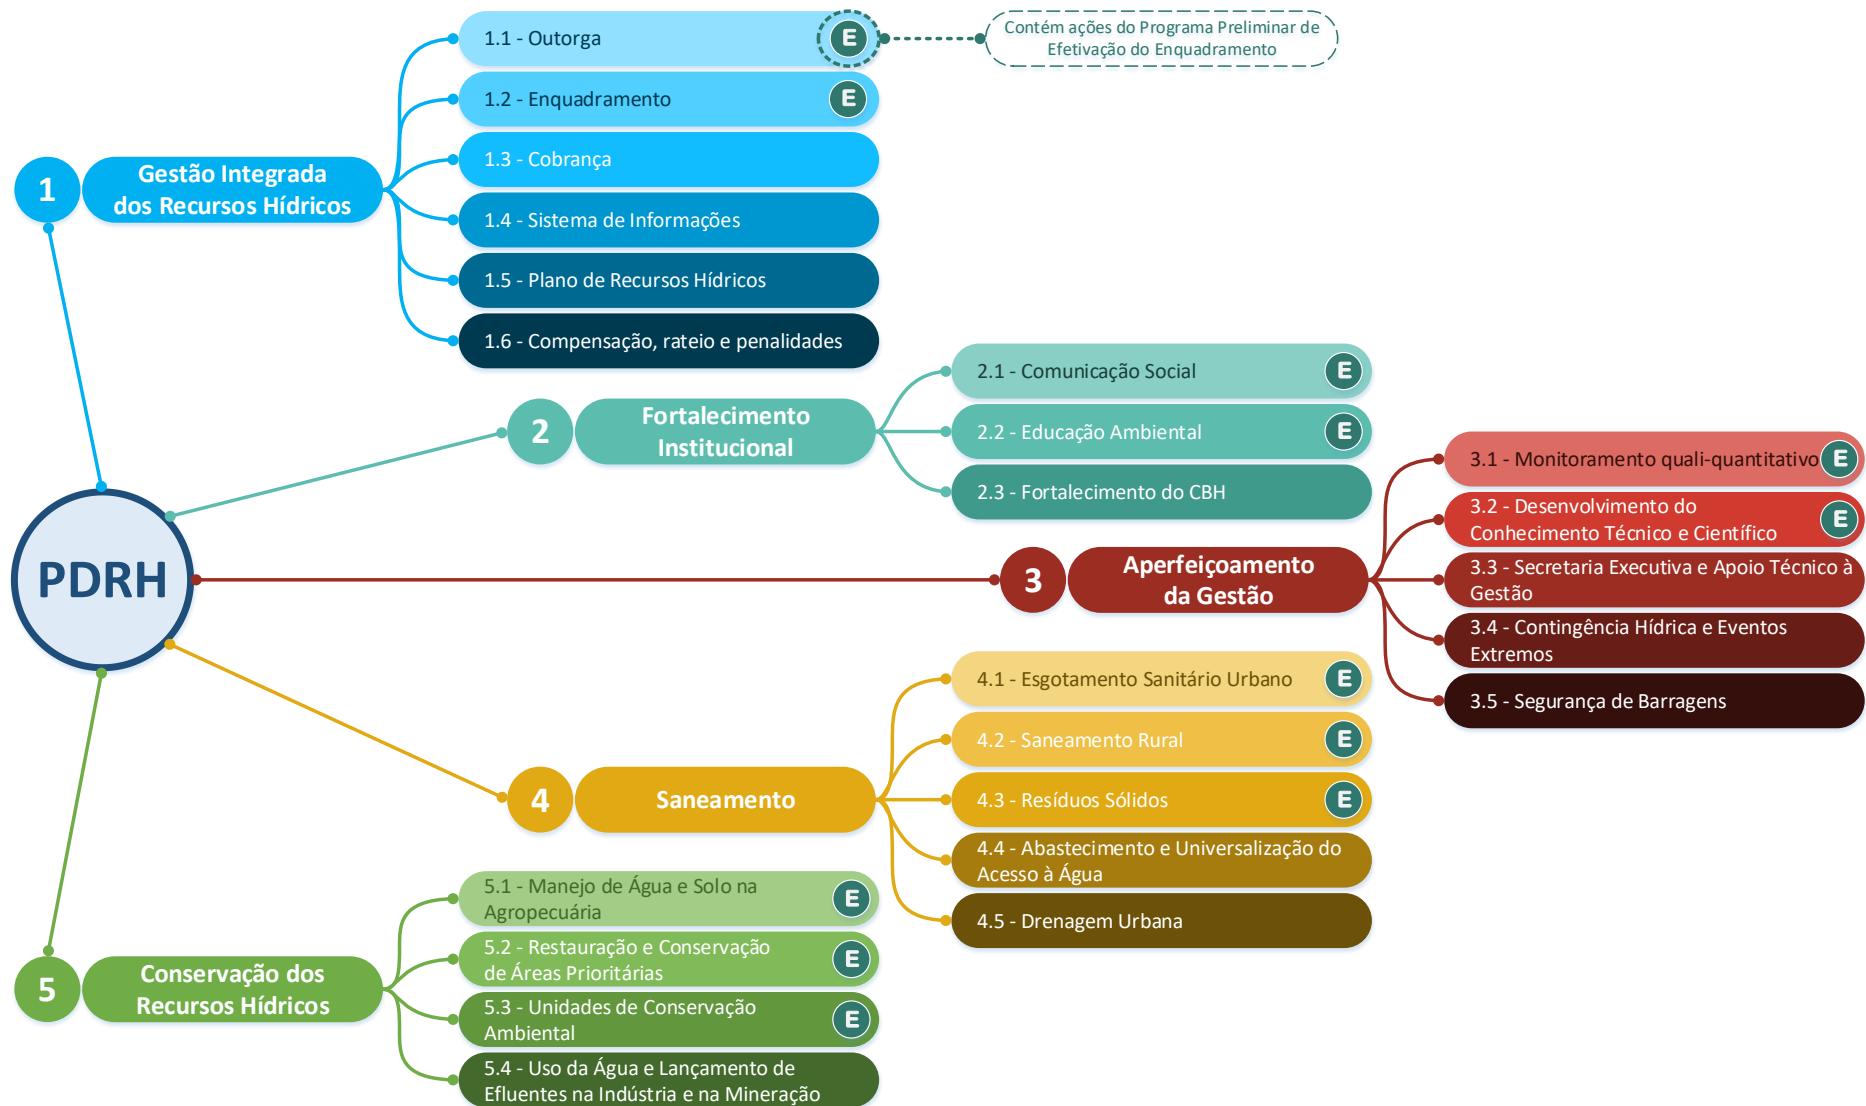 1.1 - Outorga
E
Contém ações do Programa Preliminar de
Efetivação do Enquadramento
1.2 - Enquadramento
E
1.3 - Cobrança
1
Gestão Integrada
dos Recursos Hídricos
1.4 - Sistema de Informações
1.5 - Plano de Recursos Hídricos
1.6 - Compensação, rateio e penalidades
2
Fortalecimento
Institucional
2.1 - Comunicação Social
E
2.2 - Educação Ambiental
E
2.3 - Fortalecimento do CBH
PDRH
3
Aperfeiçoamento
da Gestão
3.1 - Monitoramento quali-quantitativo
E
3.2 - Desenvolvimento do
Conhecimento Técnico e Científico
E
3.3 - Secretaria Executiva e Apoio Técnico à
Gestão
3.4 - Contingência Hídrica e Eventos
Extremos
3.5 - Segurança de Barragens
4
Saneamento
4.1 - Esgotamento Sanitário Urbano
E
4.2 - Saneamento Rural
E
4.3 - Resíduos Sólidos
E
4.4 - Abastecimento e Universalização do
Acesso à Água
4.5 - Drenagem Urbana
5
Conservação dos
Recursos Hídricos
5.1 - Manejo de Água e Solo na
Agropecuária
E
5.2 - Restauração e Conservação
de Áreas Prioritárias
E
5.3 - Unidades de Conservação
Ambiental
E
5.4 - Uso da Água e Lançamento de
Efluentes na Indústria e na Mineração